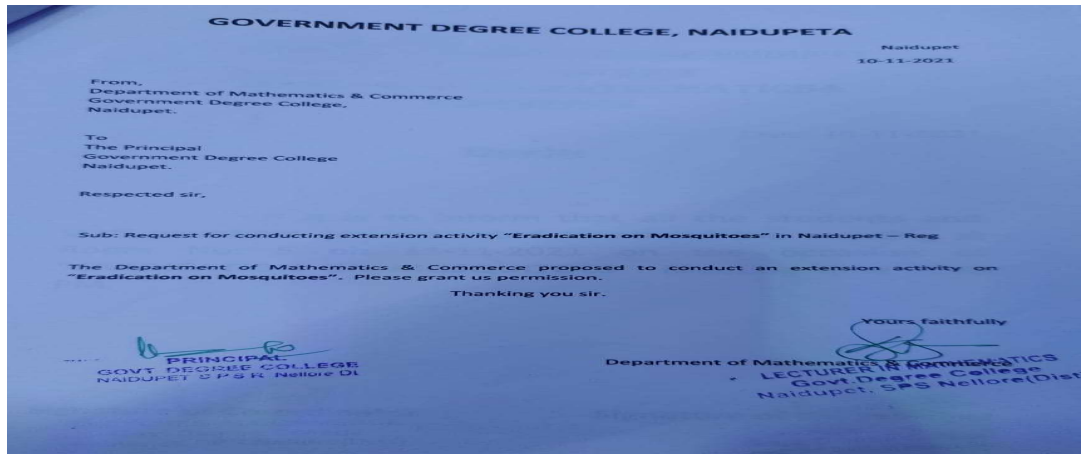 GOVERNMENT DEGREE COLLEGE, NAIDUPETA
Naidupet
10-11-2021
From,
Department of Mathematics & Commerce
Government Degree College,
Naidupet.
To
The Principal
Government Degree College
Naidupet.
Respected sir,
Sub: Request for conducting extension activity "Eradication on Mosquitoes" in Naidupet – Reg
The Department of Mathematics & Commerce proposed to conduct an extension activity on
"Eradication on Mosquitoes". Please grant us permission.
Thanking you sir.
Yours faithfully
Department of Mathematics & Commerce
PRINCIPAL
GOVT DEGREE COLLEGE
NAIDUPET S P S R Nellore Dt
LECTURER IN MATHEMATICS
Govt.Degree College
Naidupet, SPS Nellore(Dist